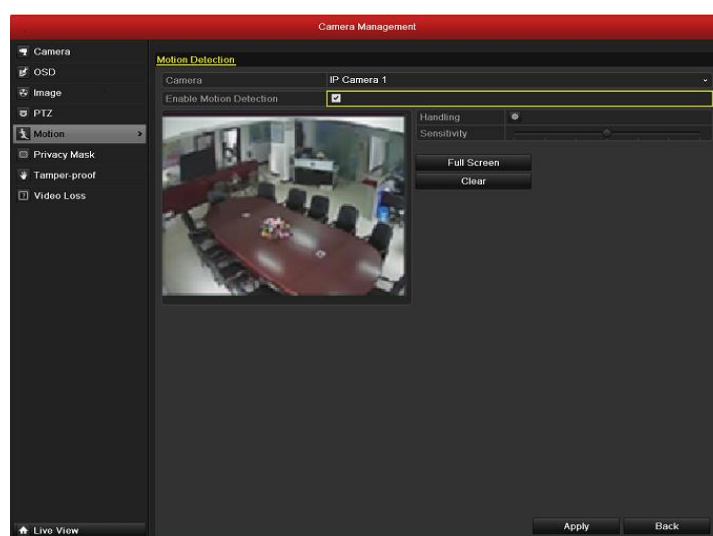 Camera Management
Camera
OSD
Image
PTZ
Motion
Privacy Mask
Tamper-proof
Video Loss
Live View
Motion Detection
Camera IP Camera 1
Enable Motion Detection
Handling
Sensitivity
Full Screen
Clear
Apply Back